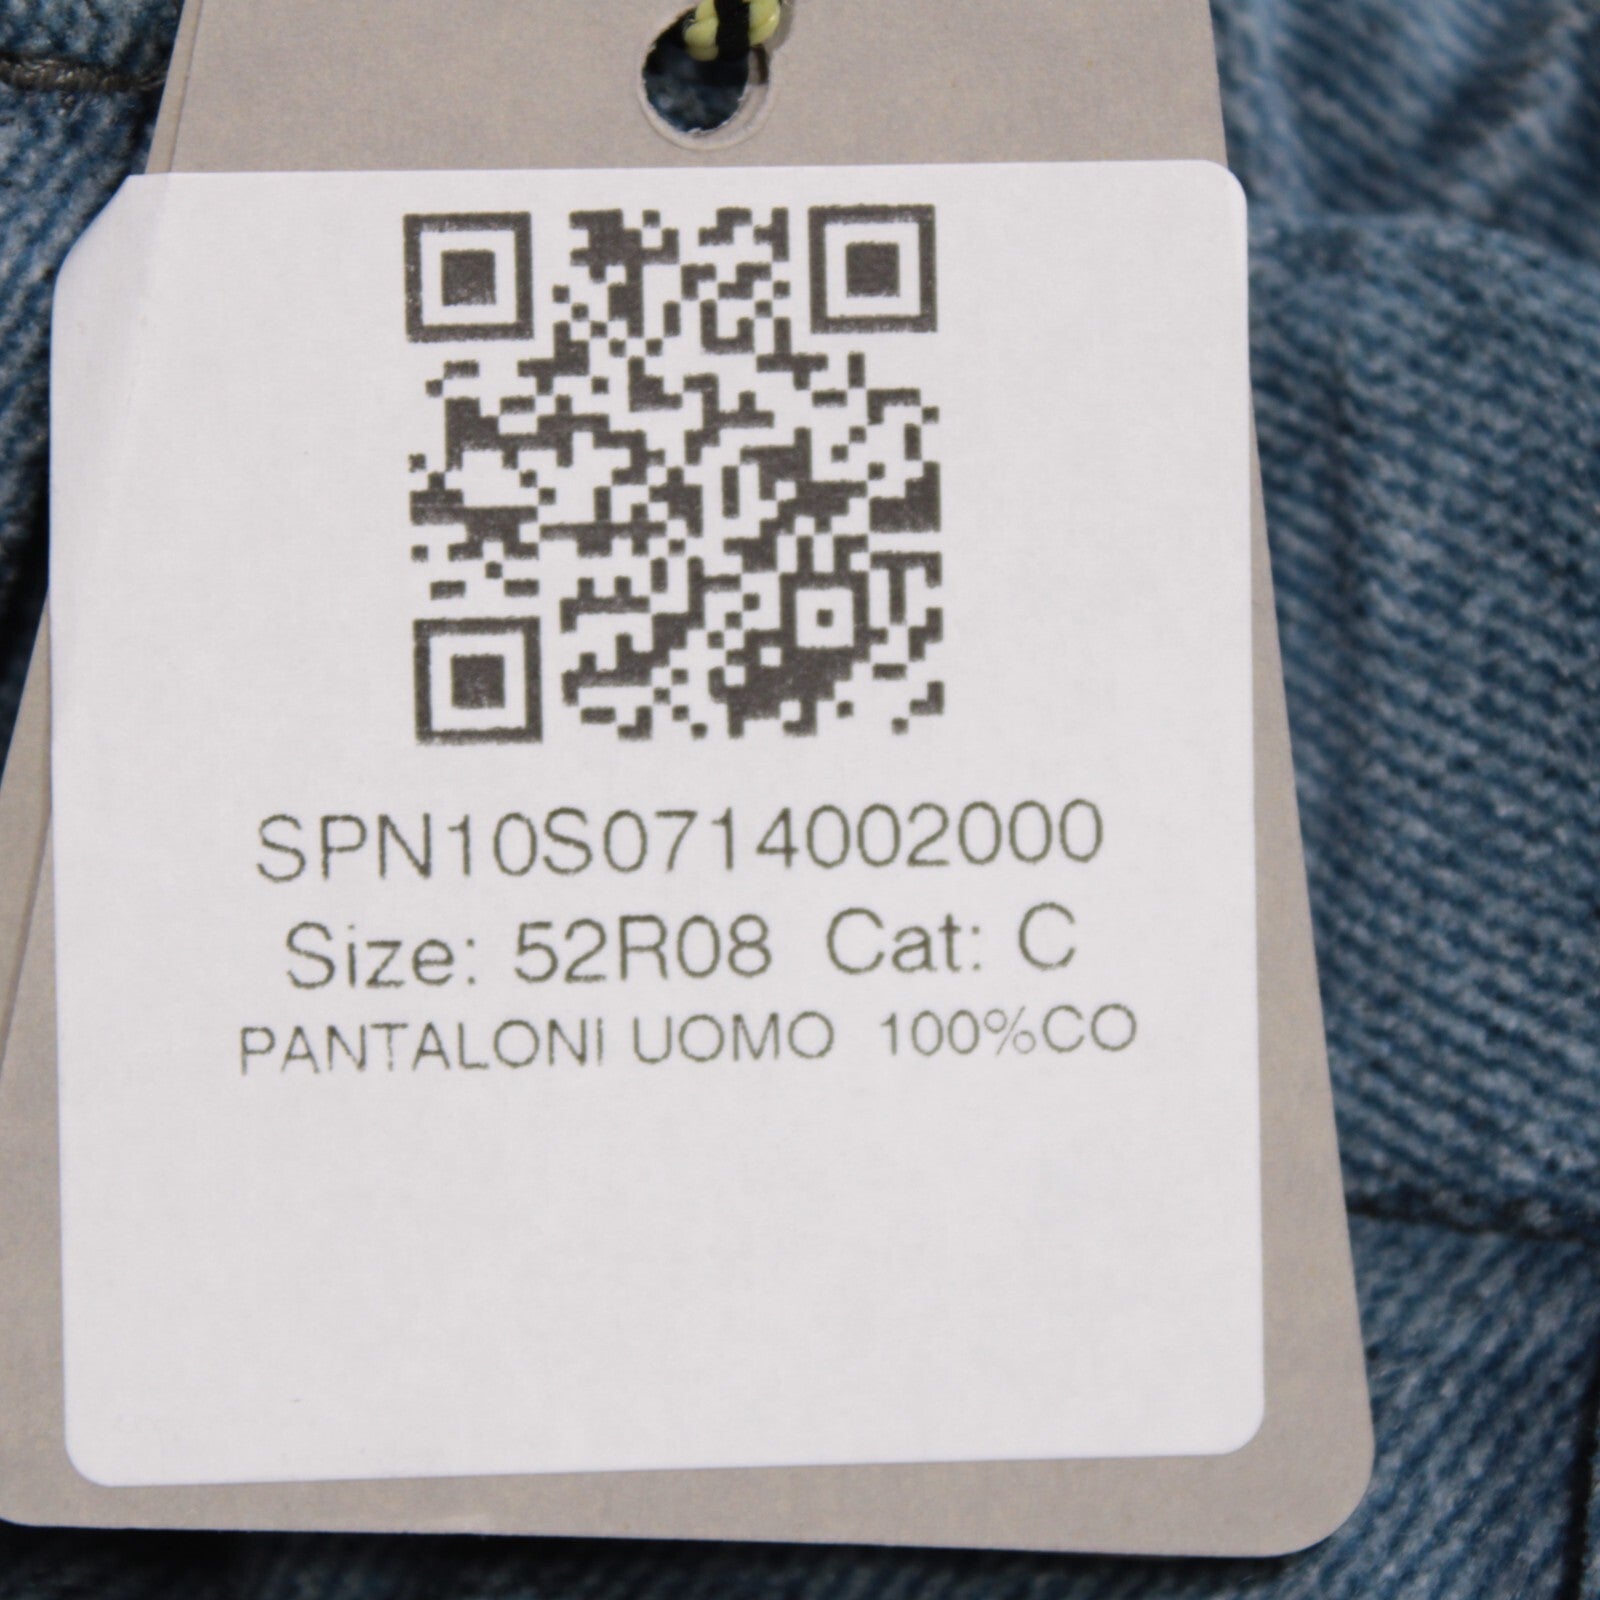 SPN10S0714002000
Size: 52R08 Cat: C
PANTALONI UOMO 100%CO